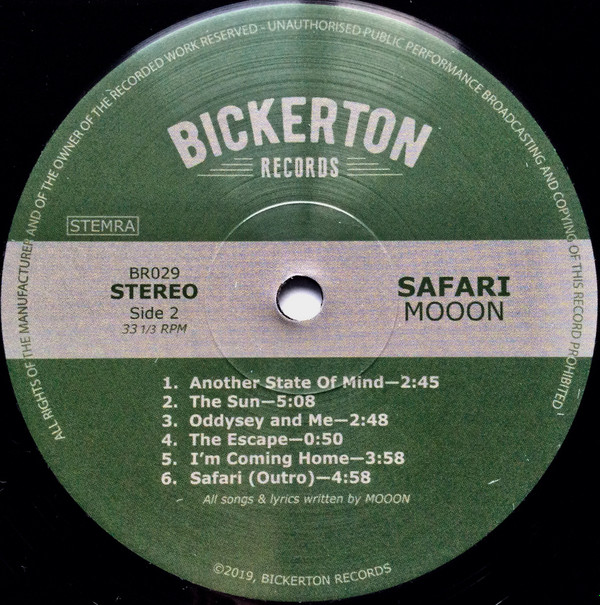 ALL RIGHTS OF THE MANUFACTURER AND OF THE OWNER OF THE RECORDED WORK RESERVED - UNAUTHORISED PUBLIC PERFORMANCE BROADCASTING AND COPYING OF THIS RECORD PROHIBITED !
BICKERTON
RECORDS
STEMRA
BR029
STEREO
Side 2
33 1/3 RPM
SAFARI
MOOON
1. Another State Of Mind—2:45
2. The Sun—5:08
3. Oddysey and Me—2:48
4. The Escape—0:50
5. I'm Coming Home—3:58
6. Safari (Outro)—4:58
All songs & lyrics written by MOOON
©2019, BICKERTON RECORDS